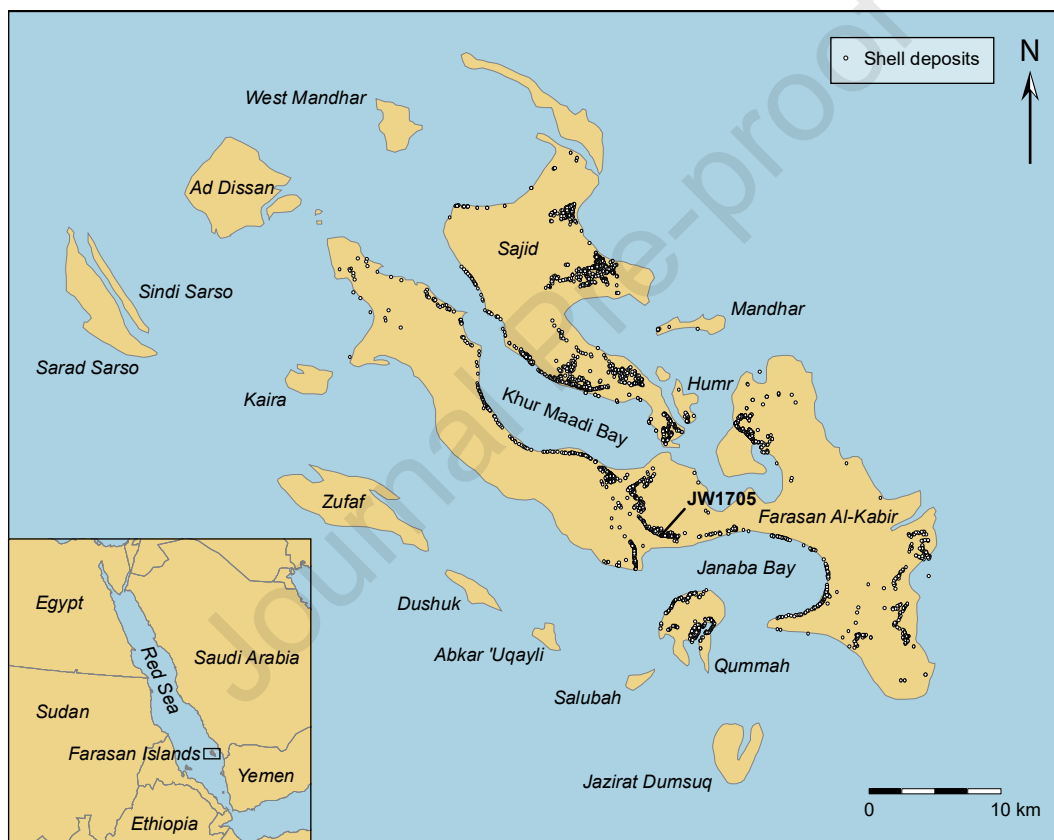 Shell deposits
N
West Mandhar
Ad Dissan
Sajid
Sindi Sarso
Mandhar
Sarad Sarso
Kaira
Humr
Khur Maadi Bay
JW1705
Zufaf
Farasan Al-Kabir
Janaba Bay
Dushuk
Abkar 'Uqayli
Qummah
Salubah
Jazirat Dumsuq
0 10 km
Egypt
Saudi Arabia
Red Sea
Sudan
Farasan Islands
Yemen
Ethiopia
Journal Pre-proof